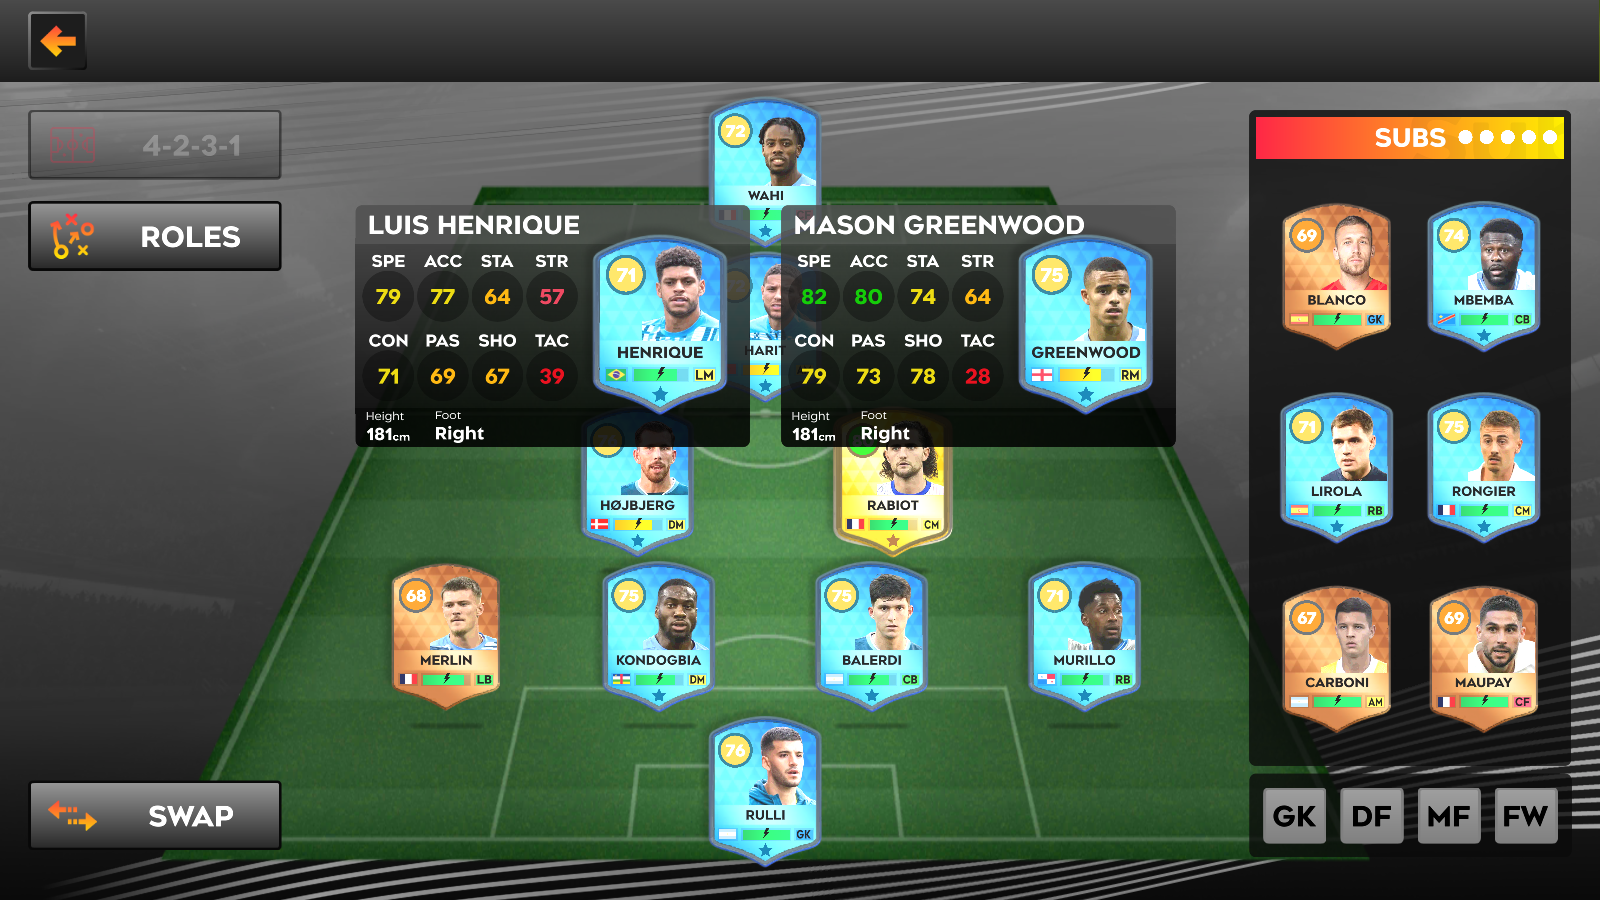 4-2-3-1
ROLES
SWAP
72
WAHI
LUIS HENRIQUE
SPE ACC STA STR
79 77 64 57
CON PAS SHO TAC
71 69 67 39
Height Foot
181cm Right
71
HENRIQUE
LM
HARIT
MASON GREENWOOD
SPE ACC STA STR
82 80 74 64
CON PAS SHO TAC
79 73 78 28
Height Foot
181cm Right
75
GREENWOOD
RM
HØJBJERG
DM
RABIOT
CM
68
MERLIN
LB
75
KONDOGBIA
DM
75
BALERDI
CB
71
MURILLO
RB
76
RULLI
GK
SUBS
69
BLANCO
GK
74
MBEMBA
CB
71
LIROLA
RB
75
RONGIER
CM
67
CARBONI
AM
69
MAUPAY
CF
GK DF MF FW